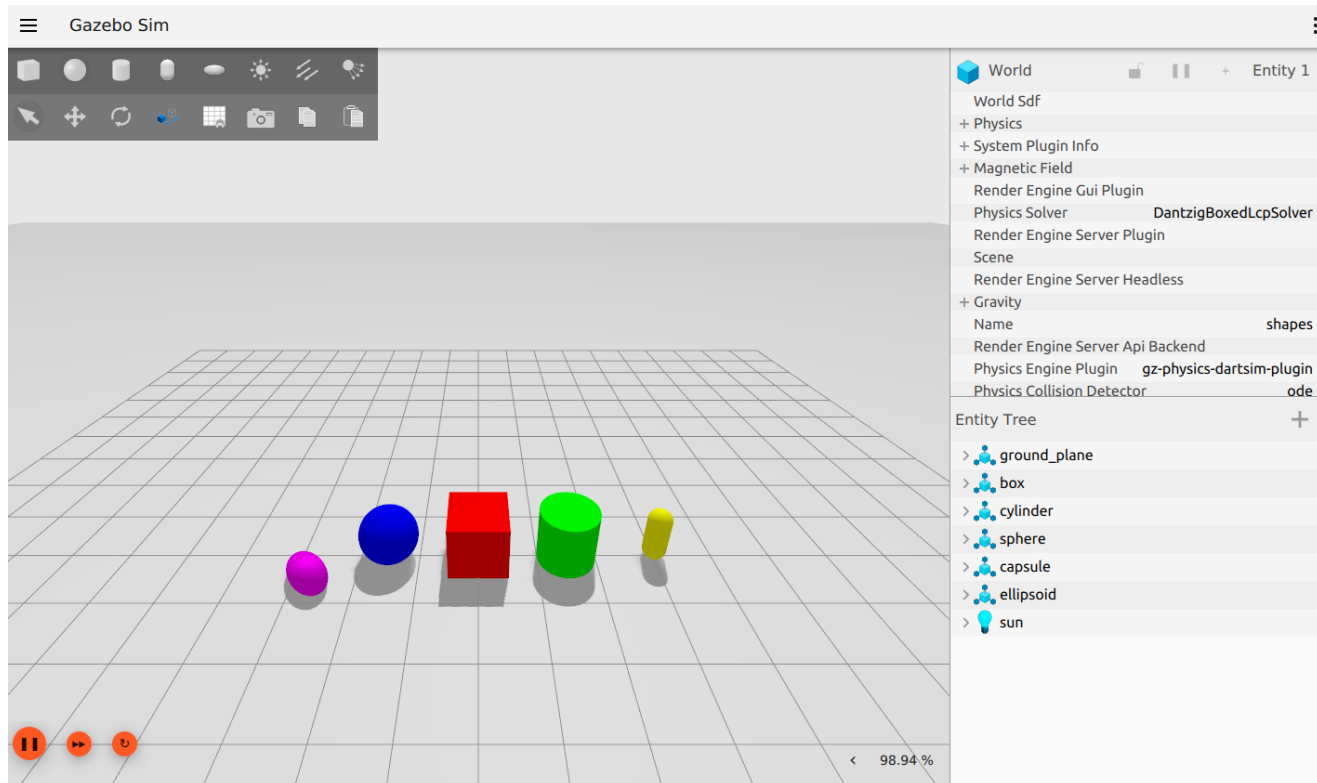 Gazebo Sim
World Entity 1
World Sdf
Physics
System Plugin Info
Magnetic Field
Render Engine Gui Plugin
Physics Solver DantzigBoxedLcpSolver
Render Engine Server Plugin
Scene
Render Engine Server Headless
Gravity
Name shapes
Render Engine Server Api Backend
Physics Engine Plugin gz-physics-dartsim-plugin
Physics Collision Detector ode
Entity Tree
ground_plane
box
cylinder
sphere
capsule
ellipsoid
sun
98.94 %